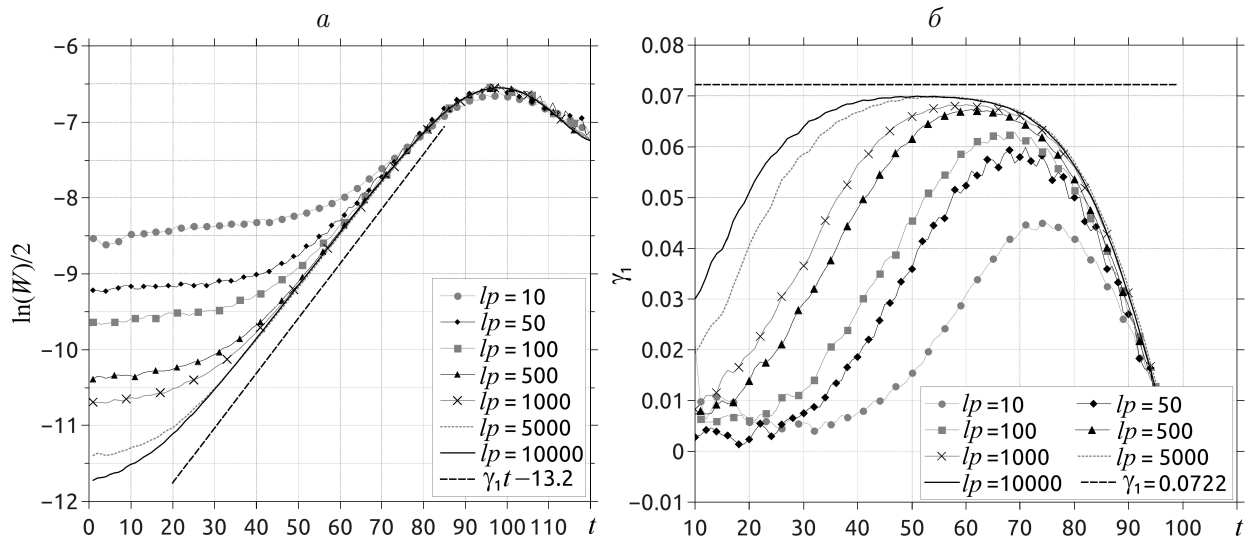 а
−6
−7
−8
−9
−10
−11
−12
ln(W)/2
0
10
20
30
40
50
60
70
80
90
100
110
t
lp = 10
lp = 50
lp = 100
lp = 500
lp = 1000
lp = 5000
lp = 10000
γ₁t −13.2
б
0.08
0.07
0.06
0.05
0.04
0.03
0.02
0.01
0
−0.01
γ₁
10
20
30
40
50
60
70
80
90
100
110
t
lp =10
lp =50
lp =100
lp =500
lp =1000
lp =5000
lp =10000
γ₁=0.0722